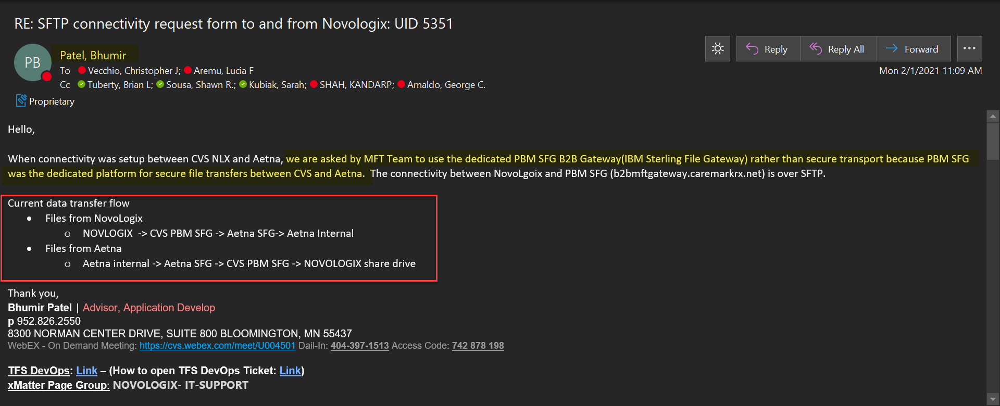 RE: SFTP connectivity request form to and from Novologix: UID 5351
PB
Patel, Bhumir
To Vecchio, Christopher J; Aremu, Lucia F
Cc Tuberty, Brian L; Sousa, Shawn R.; Kubiak, Sarah; SHAH, KANDARP; Arnaldo, George C.
Reply
Reply All
Forward
Mon 2/1/2021 11:09 AM
Proprietary
Hello,
When connectivity was setup between CVS NLX and Aetna, we are asked by MFT Team to use the dedicated PBM SFG B2B Gateway(IBM Sterling File Gateway) rather than secure transport because PBM SFG
was the dedicated platform for secure file transfers between CVS and Aetna.  The connectivity between NovoLgoix and PBM SFG (b2bmftgateway.caremarkrx.net) is over SFTP.
Current data transfer flow
• Files from NovoLogix
o NOVLOGIX  -> CVS PBM SFG -> Aetna SFG-> Aetna Internal
• Files from Aetna
o Aetna internal -> Aetna SFG -> CVS PBM SFG -> NOVOLOGIX share drive
Thank you,
Bhumir Patel | Advisor, Application Develop
p 952.826.2550
8300 NORMAN CENTER DRIVE, SUITE 800 BLOOMINGTON, MN 55437
WebEX - On Demand Meeting: https://cvs.webex.com/meet/U004501 Dail-In: 404-397-1513 Access Code: 742 878 198
TFS DevOps: Link – (How to open TFS DevOps Ticket: Link)
xMatter Page Group: NOVOLOGIX- IT-SUPPORT